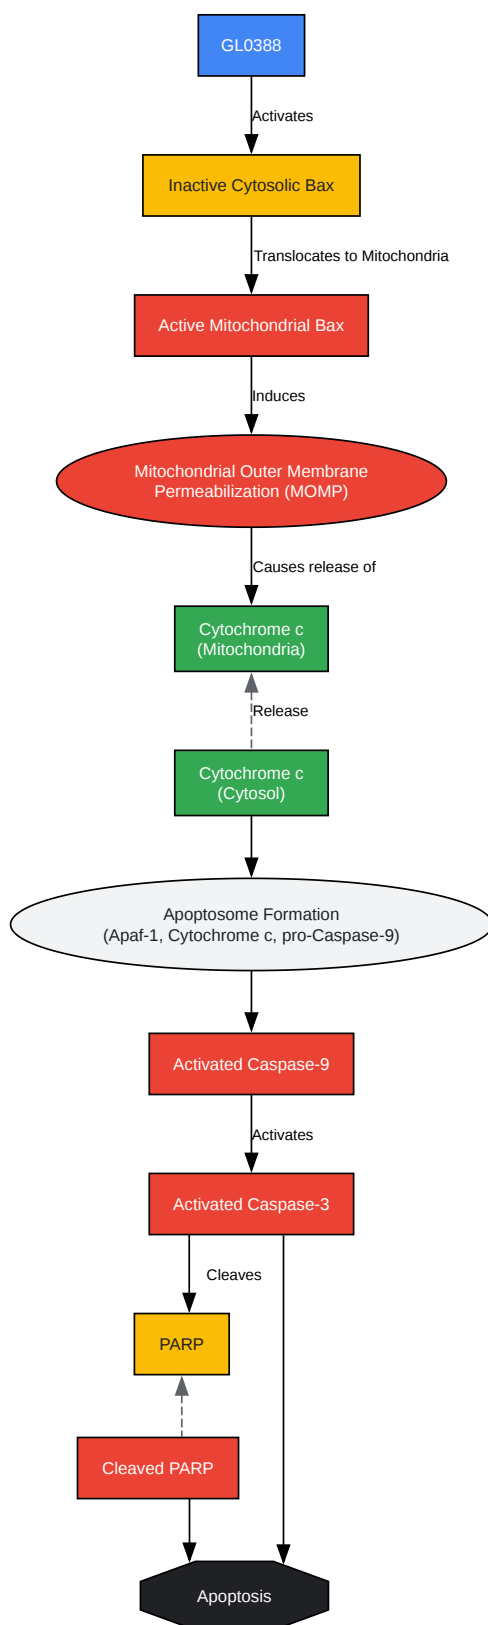 GL0388
Activates
Inactive Cytosolic Bax
Translocates to Mitochondria
Active Mitochondrial Bax
Induces
Mitochondrial Outer Membrane
Permeabilization (MOMP)
Causes release of
Cytochrome c
(Mitochondria)
Release
Cytochrome c
(Cytosol)
Apoptosome Formation
(Apaf-1, Cytochrome c, pro-Caspase-9)
Activated Caspase-9
Activates
Activated Caspase-3
Cleaves
PARP
Cleaved PARP
Apoptosis